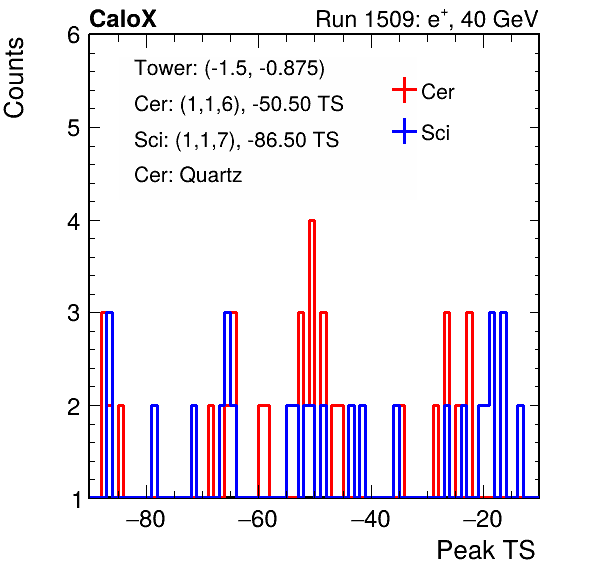 CaloX Run 1509: e⁺, 40 GeV
Counts
6
Tower: (-1.5, -0.875)
Cer: (1,1,6), -50.50 TS
Sci: (1,1,7), -86.50 TS
Cer: Quartz
Cer
Sci
5
4
3
2
1
−80 −60 −40 −20
Peak TS